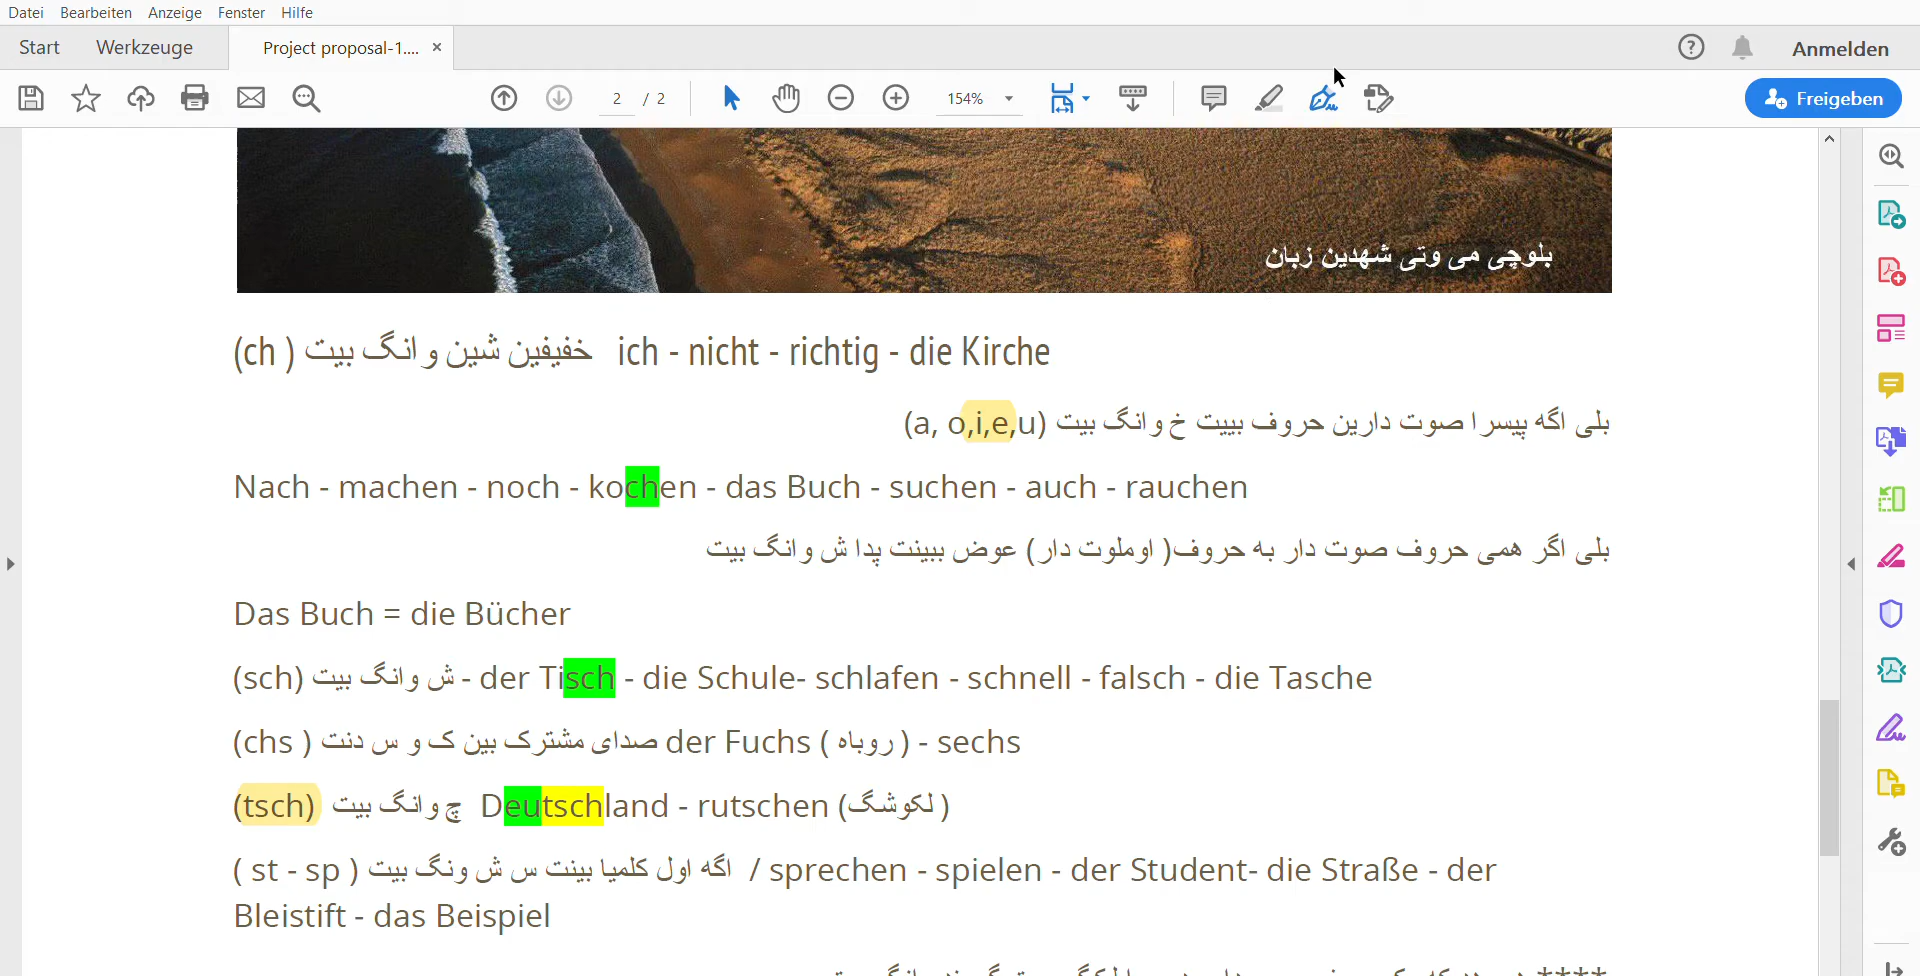 Datei Bearbeiten Anzeige Fenster Hilfe
Start Werkzeuge Project proposal-1.... × Anmelden
2 / 2 154% Freigeben
بلوچی می وتی شهدین زبان
(ch ) خفیفین شین وانگ بیت ich - nicht - richtig - die Kirche
بلی اگه پیسرا صوت دارین حروف بیبت خ وانگ بیت (a, o,i,e,u)
Nach - machen - noch - kochen - das Buch - suchen - auch - rauchen
بلی اگر همی حروف صوت دار به حروف( اوملوت دار) عوض ببینت پدا ش وانگ بیت
Das Buch = die Bücher
(sch) ش وانگ بیت - der Tisch - die Schule- schlafen - schnell - falsch - die Tasche
(chs ) صدای مشترک بین ک و س دنت der Fuchs ( روباه ) - sechs
(tsch) چ وانگ بیت Deutschland - rutschen (لکوشگ )
( st - sp ) اگه اول کلمیا بینت س ش ونگ بیت / sprechen - spielen - der Student- die Straße - der
Bleistift - das Beispiel